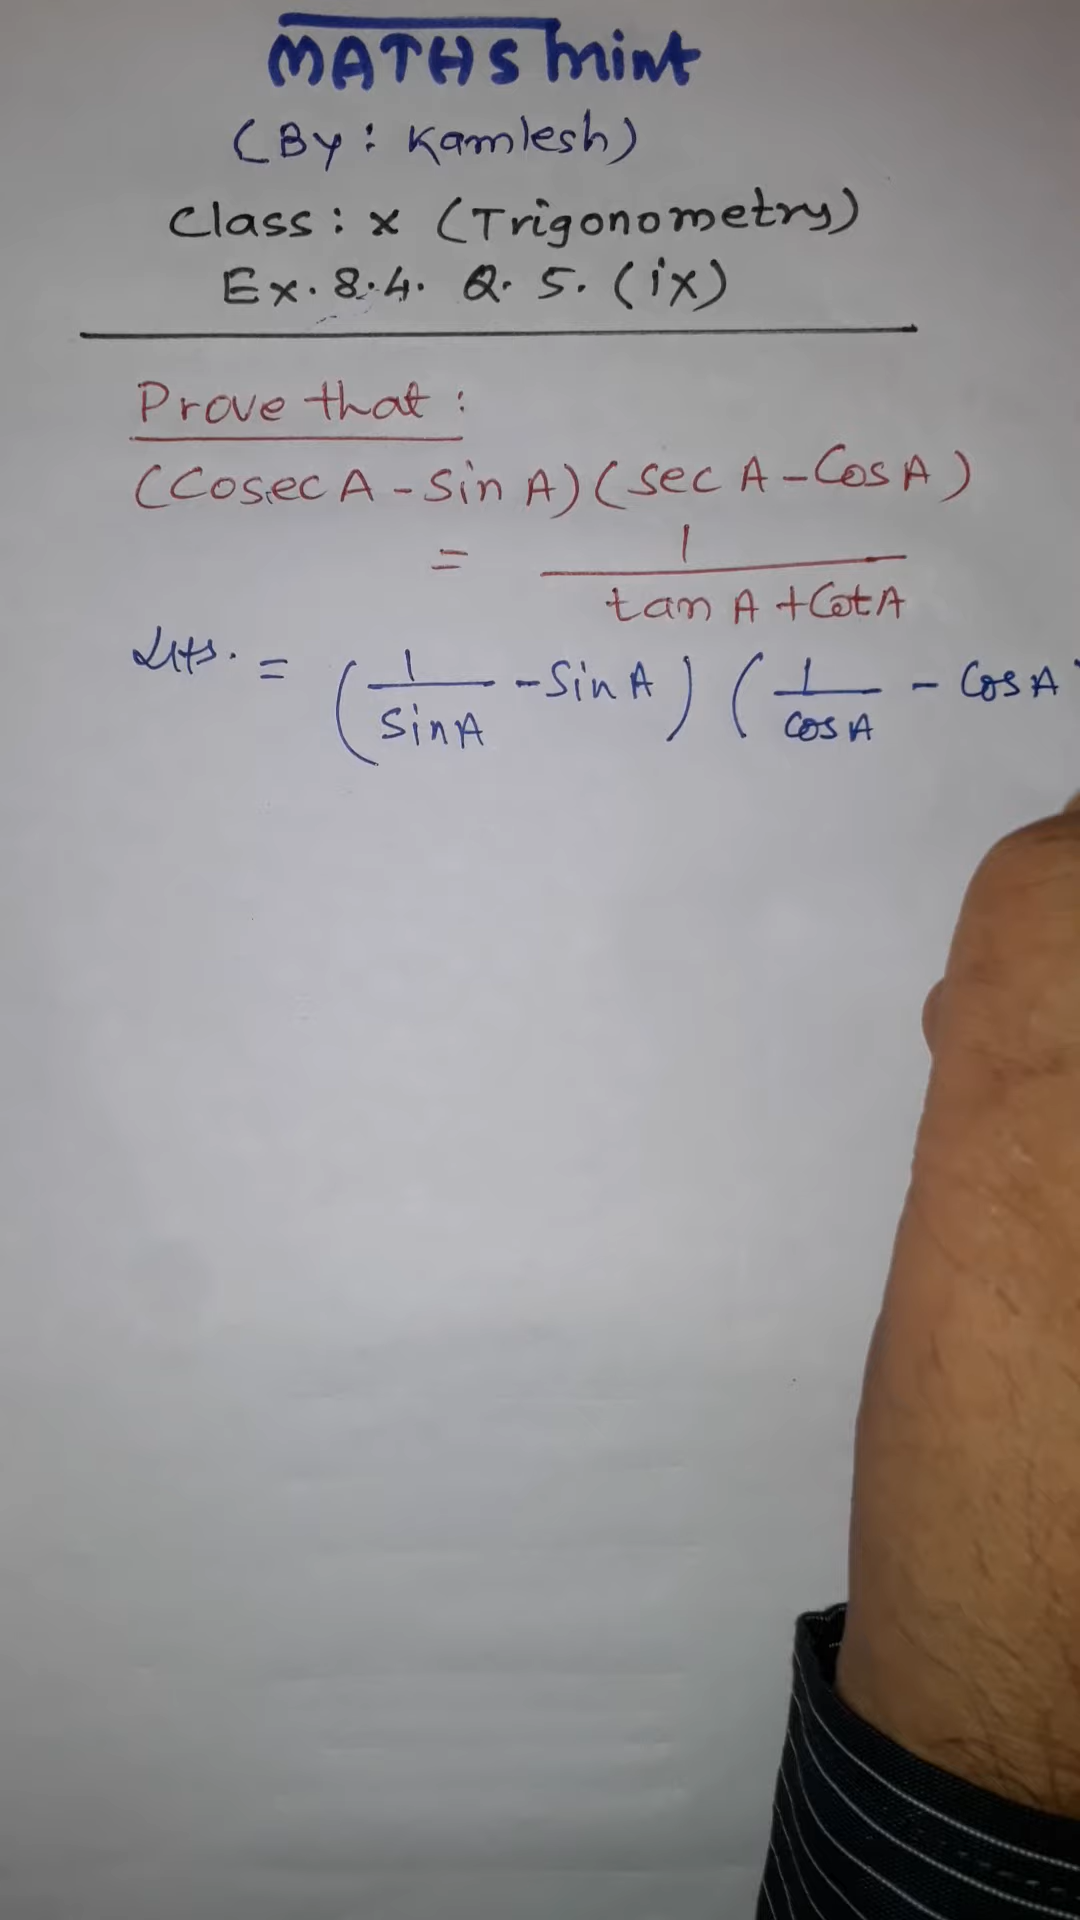 MATHS mint
(By: Kamlesh)
Class: x (Trigonometry)
Ex. 8.4. Q. 5. (ix)
Prove that:
(Cosec A - Sin A) (sec A - Cos A)
= 1 / tan A + Cot A
LHS. = (1 / Sin A - Sin A) (1 / Cos A - Cos A